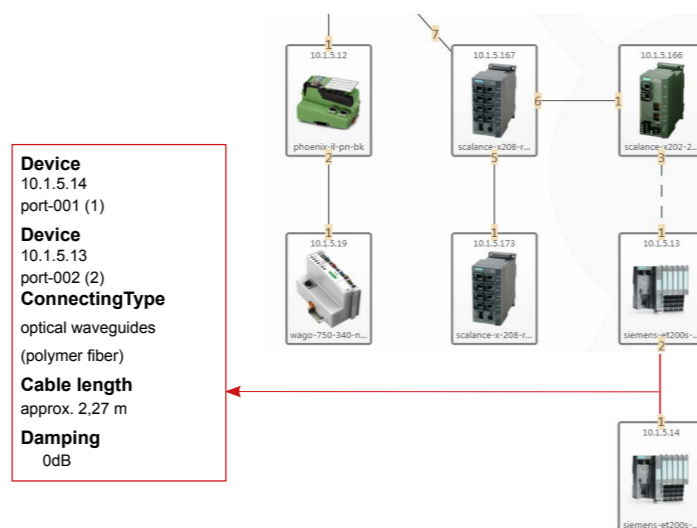 1
7
10.1.5.12
10.1.5.167
10.1.5.166
6
1
phoenix-il-pn-bk
scalance-x208-r...
scalance-x202-2...
2
5
3
1
1
1
10.1.5.19
10.1.5.173
10.1.5.13
wago-750-340-n...
scalance-x-208-r...
siemens-et200s-...
2
1
10.1.5.14
siemens-et200s-...
Device
10.1.5.14
port-001 (1)
Device
10.1.5.13
port-002 (2)
ConnectingType
optical waveguides
(polymer fiber)
Cable length
approx. 2,27 m
Damping
0dB